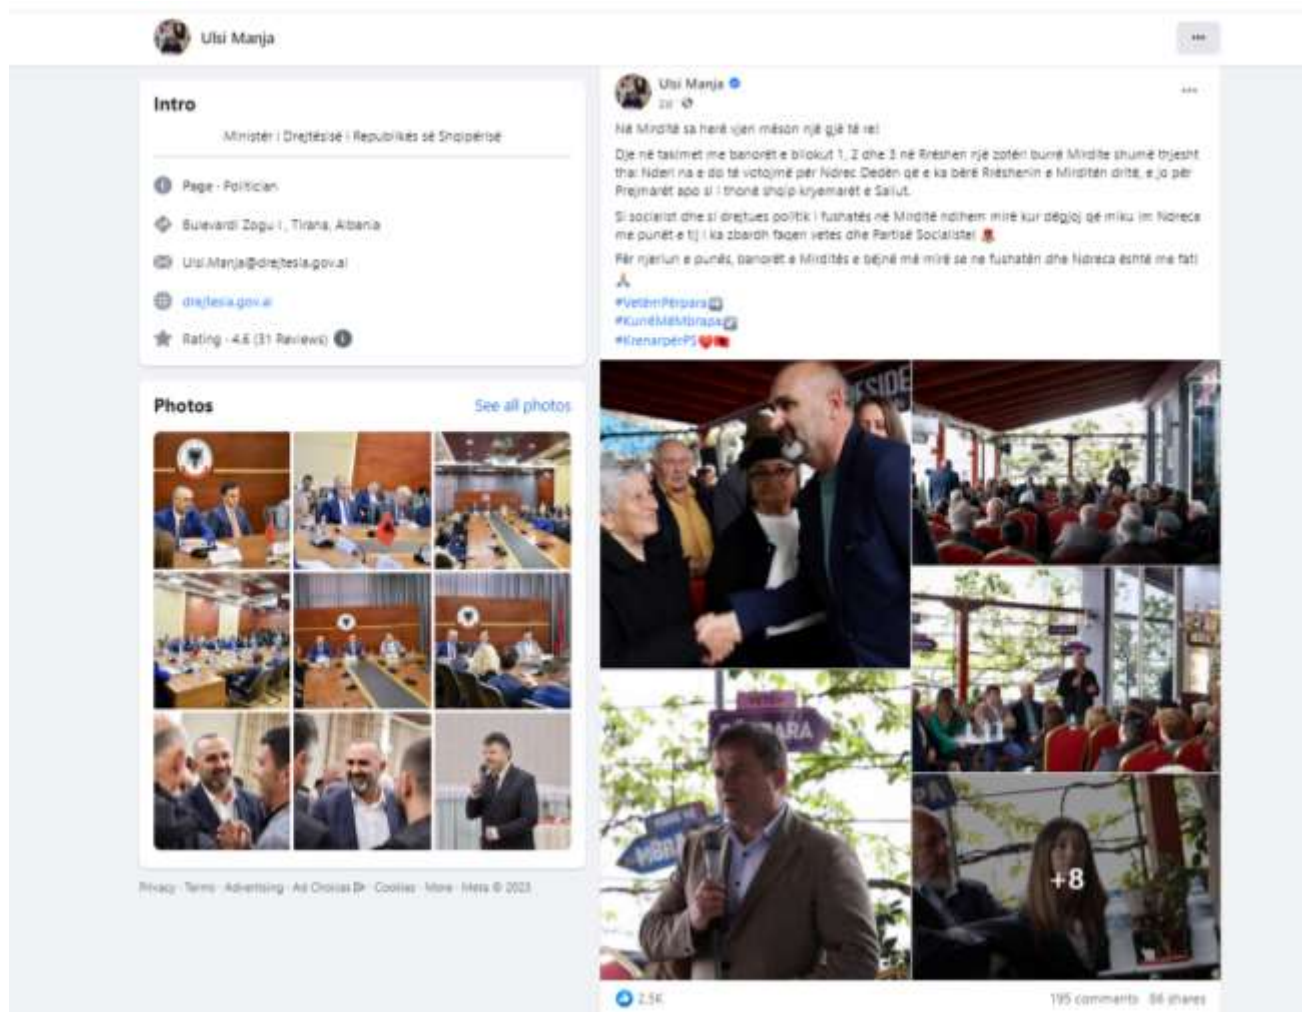 Ulsi Manja
Intro
Ministër i Drejtësisë i Republikës së Shqipërisë
Page · Politician
Bulevardi Zogu I , Tirana, Albania
Ulsi.Manja@drejtesia.gov.al
drejtesia.gov.al
Rating · 4.6 (31 Reviews)
Photos
See all photos
Privacy · Terms · Advertising · Ad Choices · Cookies · More · Meta © 2023
Ulsi Manja
2d
Në Mirditë sa herë vjen mëson një gjë të re!
Dje në takimet me banorët e bllokut 1, 2 dhe 3 në Rrëshen një zotëri burrë Mirdite shumë thjesht
tha: Nderi na e do të votojmë për Ndrec Dedën që e ka bërë Rrëshenin e Mirditën dritë, e jo për
Prejmarët apo si i thonë shqip kryemarët e Saliut.
Si socialist dhe si drejtues politik i fushatës në Mirditë ndihem mirë kur dëgjoj që miku im Ndreca
me punët e tij i ka zbardh faqen vetes dhe Partisë Socialiste!
Për njeriun e punës, banorët e Mirditës e bëjnë më mirë se ne fushatën dhe Ndreca është me fat!
#VetëmPërpara
#KurrëMëMbrapa
#KrenarpërPS
ESIDE
PËRPARA
MBRA
+8
2.5K
195 comments 86 shares